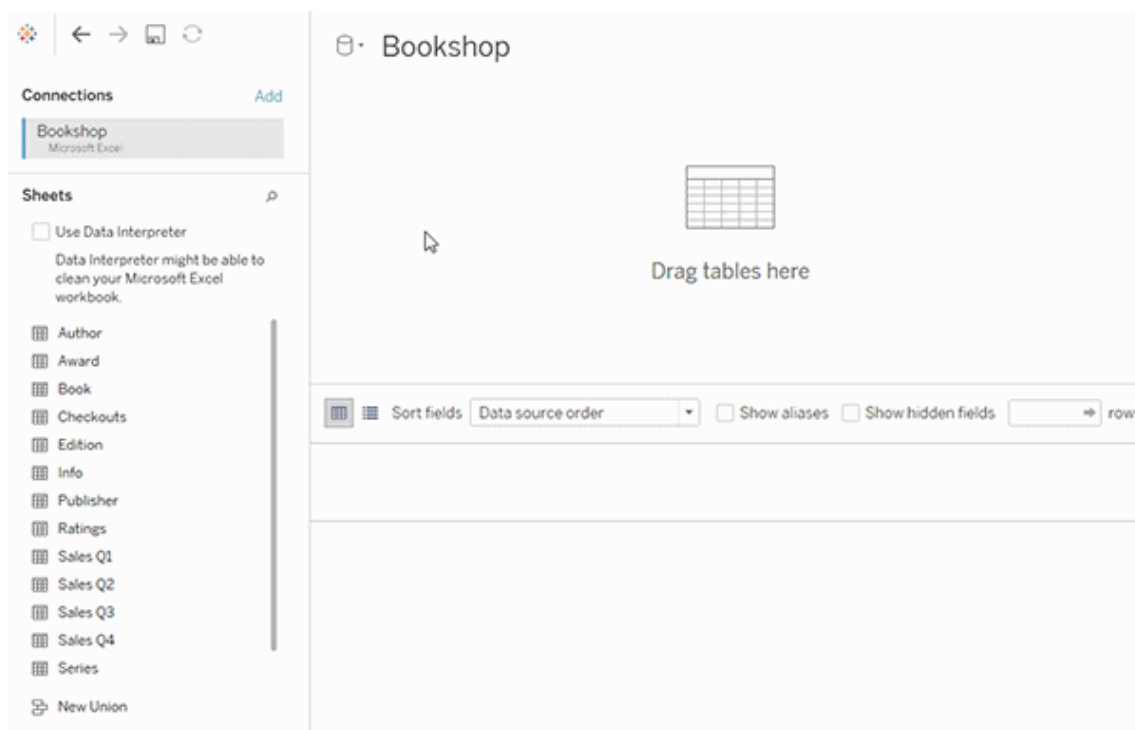 Bookshop
Connections
Add
Bookshop
Microsoft Excel
Sheets
Use Data Interpreter
Data Interpreter might be able to
clean your Microsoft Excel
workbook.
Author
Award
Book
Checkouts
Edition
Info
Publisher
Ratings
Sales Q1
Sales Q2
Sales Q3
Sales Q4
Series
New Union
Drag tables here
Sort fields
Data source order
Show aliases
Show hidden fields
row